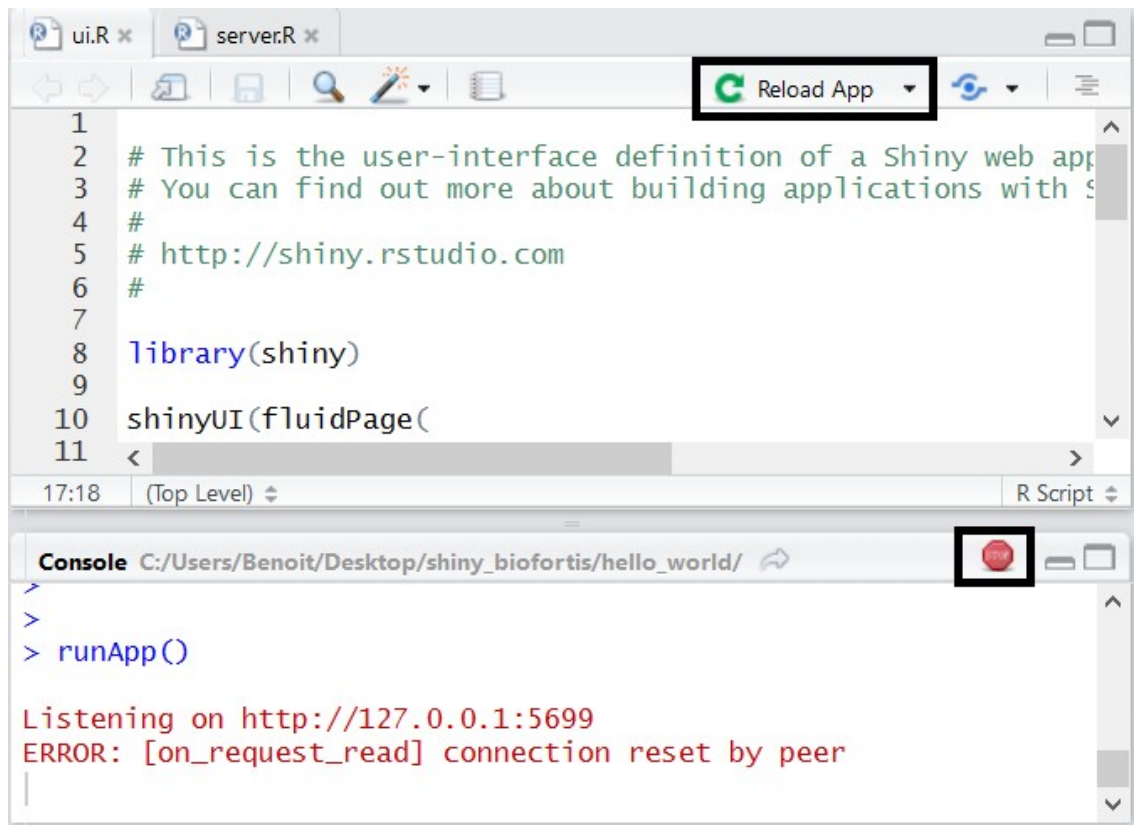 ui.R × server.R ×
Reload App
1
2 # This is the user-interface definition of a Shiny web app
3 # You can find out more about building applications with S
4 #
5 # http://shiny.rstudio.com
6 #
7
8 library(shiny)
9
10 shinyUI(fluidPage(
11
17:18 (Top Level) R Script
Console C:/Users/Benoit/Desktop/shiny_biofortis/hello_world/
STOP
>
>
> runApp()
Listening on http://127.0.0.1:5699
ERROR: [on_request_read] connection reset by peer